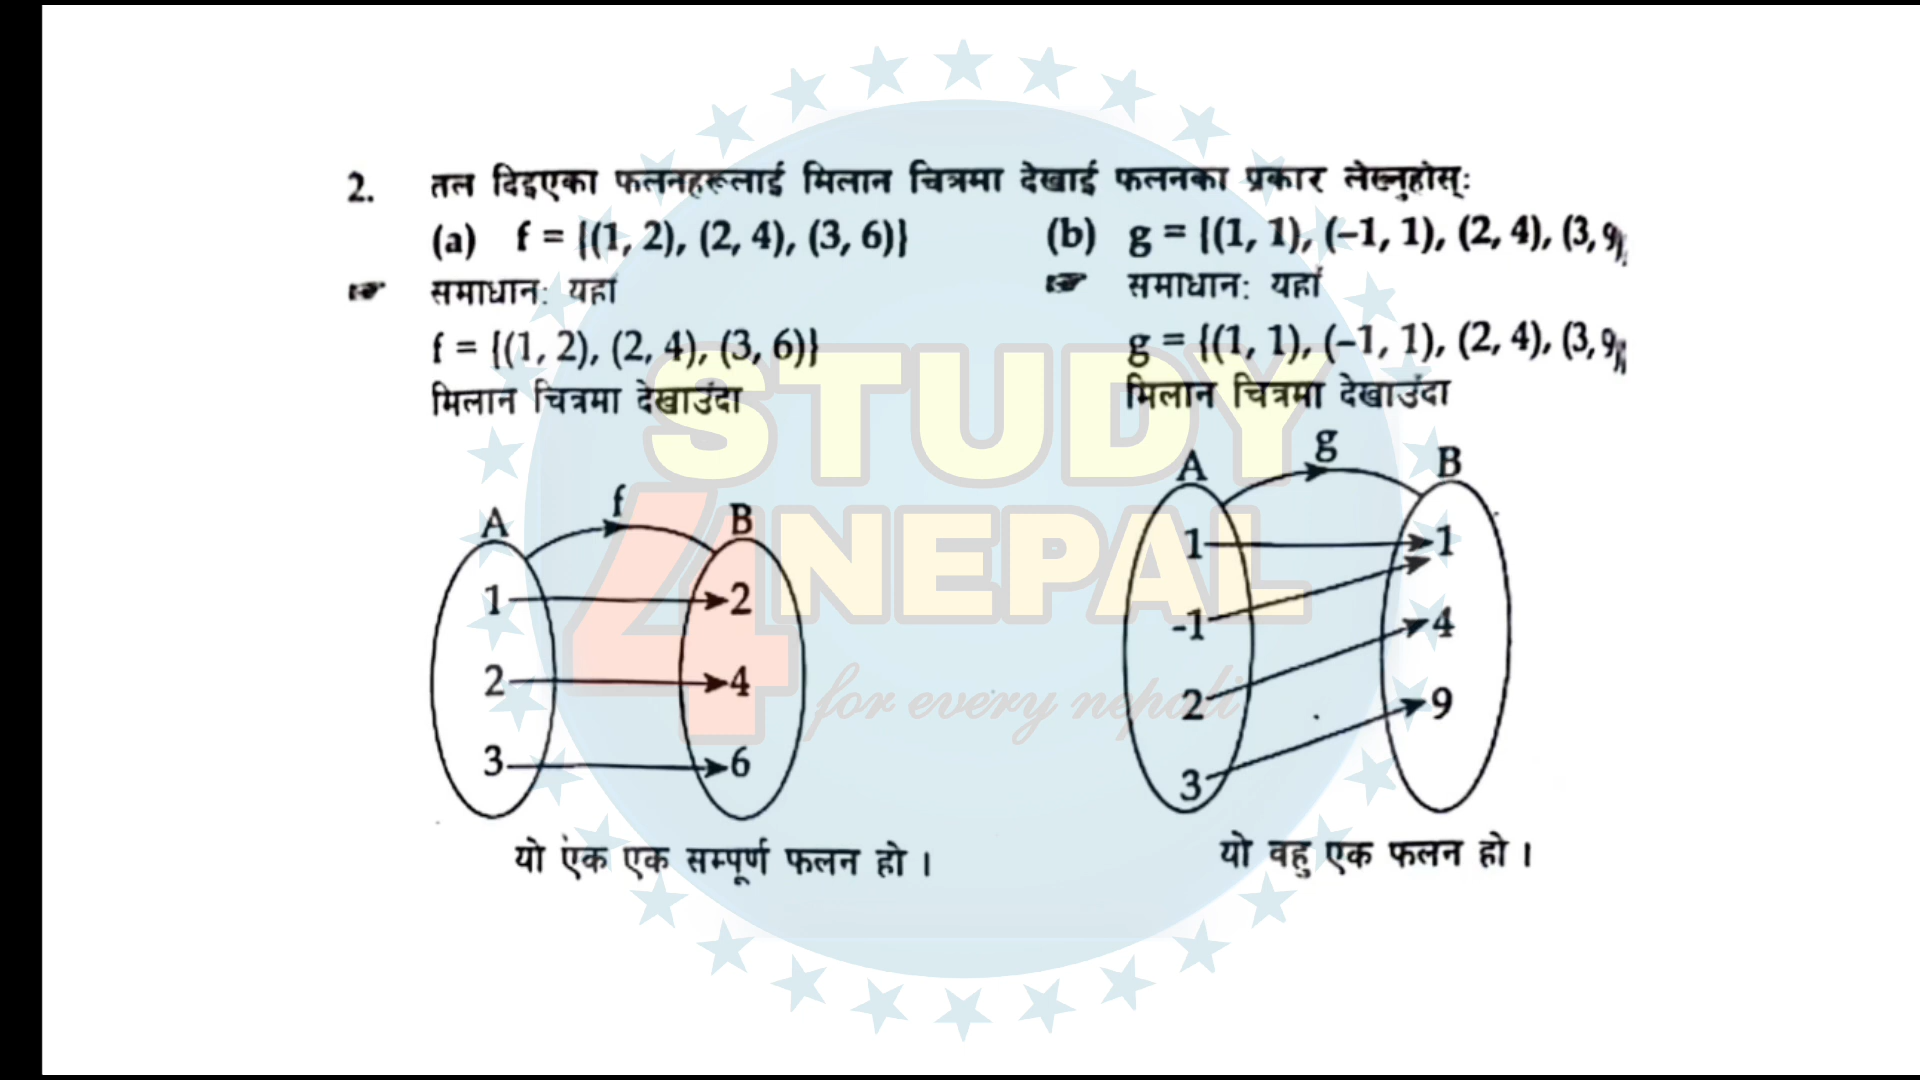 2. तल दिइएका फलनहरूलाई मिलान चित्रमा देखाई फलनका प्रकार लेख्नुहोस्:
(a) f = {(1, 2), (2, 4), (3, 6)} (b) g = {(1, 1), (–1, 1), (2, 4), (3, 9)
☞ समाधान: यहां ☞ समाधान: यहां
f = {(1, 2), (2, 4), (3, 6)} g = {(1, 1), (–1, 1), (2, 4), (3, 9)
मिलान चित्रमा देखाउंदा मिलान चित्रमा देखाउंदा
A f B
1 2
2 4
3 6
यो एक एक सम्पूर्ण फलन हो ।
A g B
1 1
-1
2 4
3 9
यो वहु एक फलन हो ।
STUDY
4 NEPAL
for every nepali